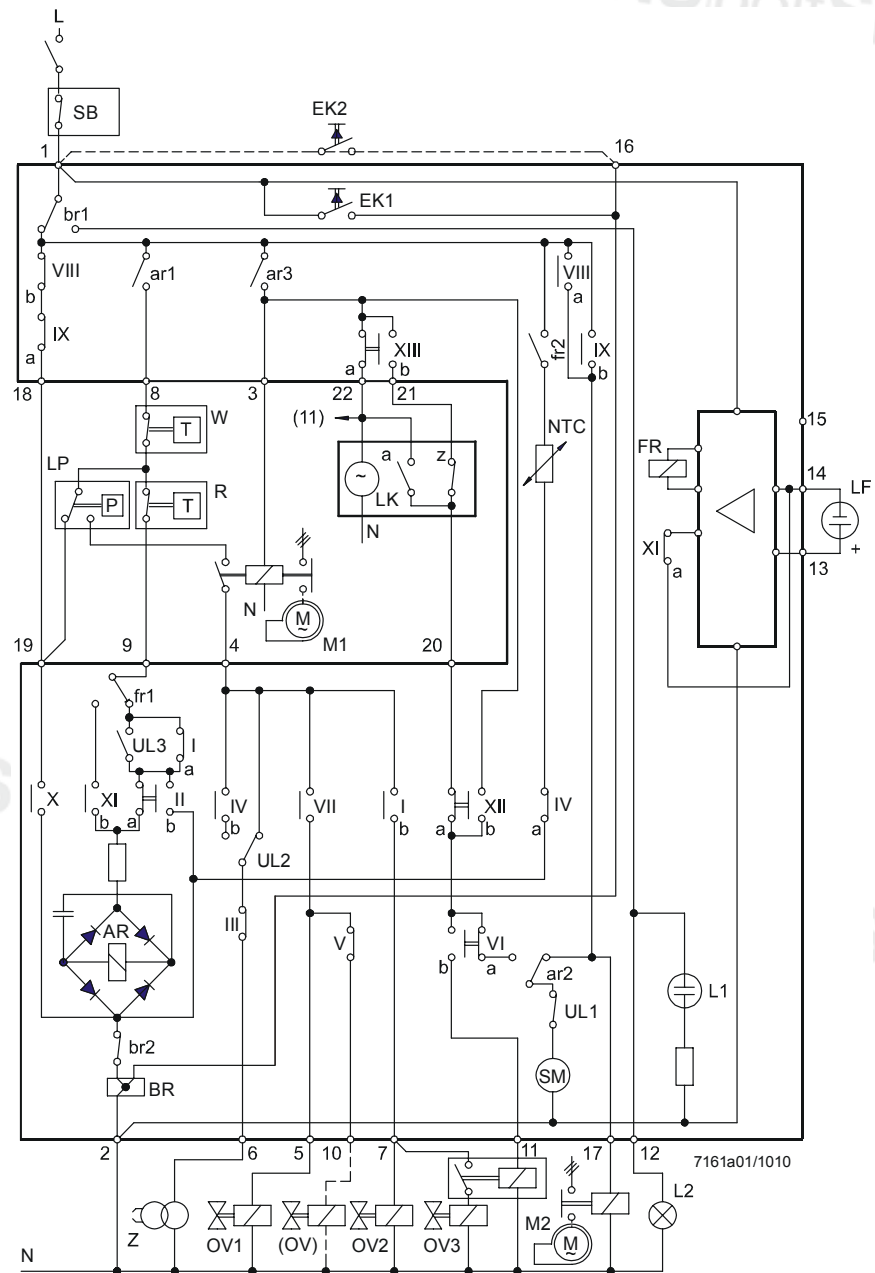 L
SB
EK2
1
16
EK1
br1
VIII
b
ar1
ar3
VIII
a
IX
a
XIII
a
b
fr2
IX
b
18
8
3
22
21
15
W
T
(11)
NTC
FR
14
LF
LP
P
R
T
a
z
~
LK
N
XI
a
+
13
N
M
~
M1
19
9
4
20
fr1
UL3
I
a
X
XI
b
a
II
b
IV
b
VII
I
b
XII
a
b
IV
a
UL2
III
V
VI
b
a
AR
ar2
UL1
L1
br2
SM
BR
2
6
5
10
7
11
17
12
7161a01/1010
Z
OV1
(OV)
OV2
OV3
M2
M
~
L2
N